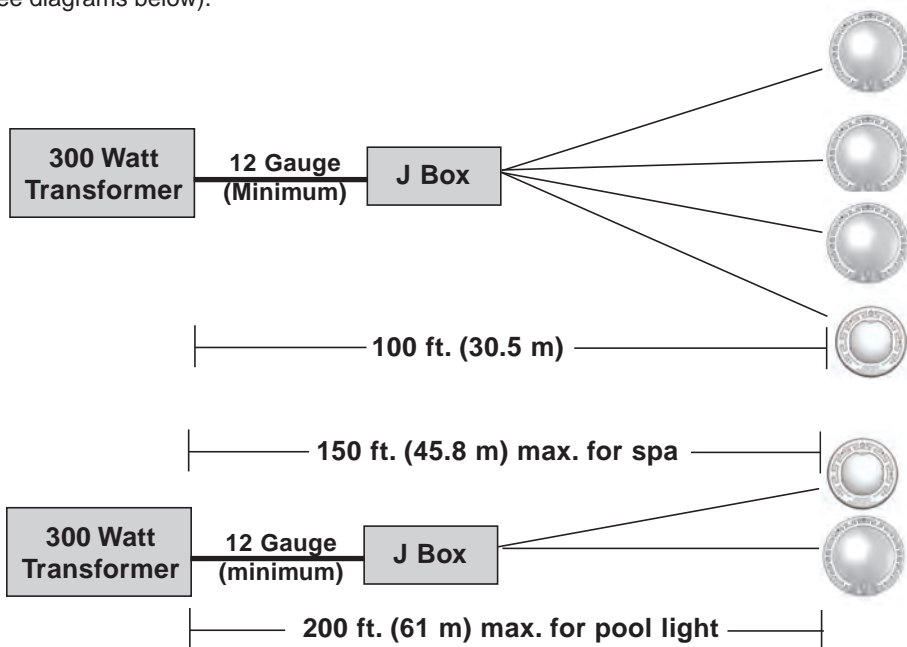 ee diagrams below).
300 Watt
Transformer
12 Gauge
(Minimum)
J Box
100 ft. (30.5 m)
150 ft. (45.8 m) max. for spa
300 Watt
Transformer
12 Gauge
(minimum)
J Box
200 ft. (61 m) max. for pool light